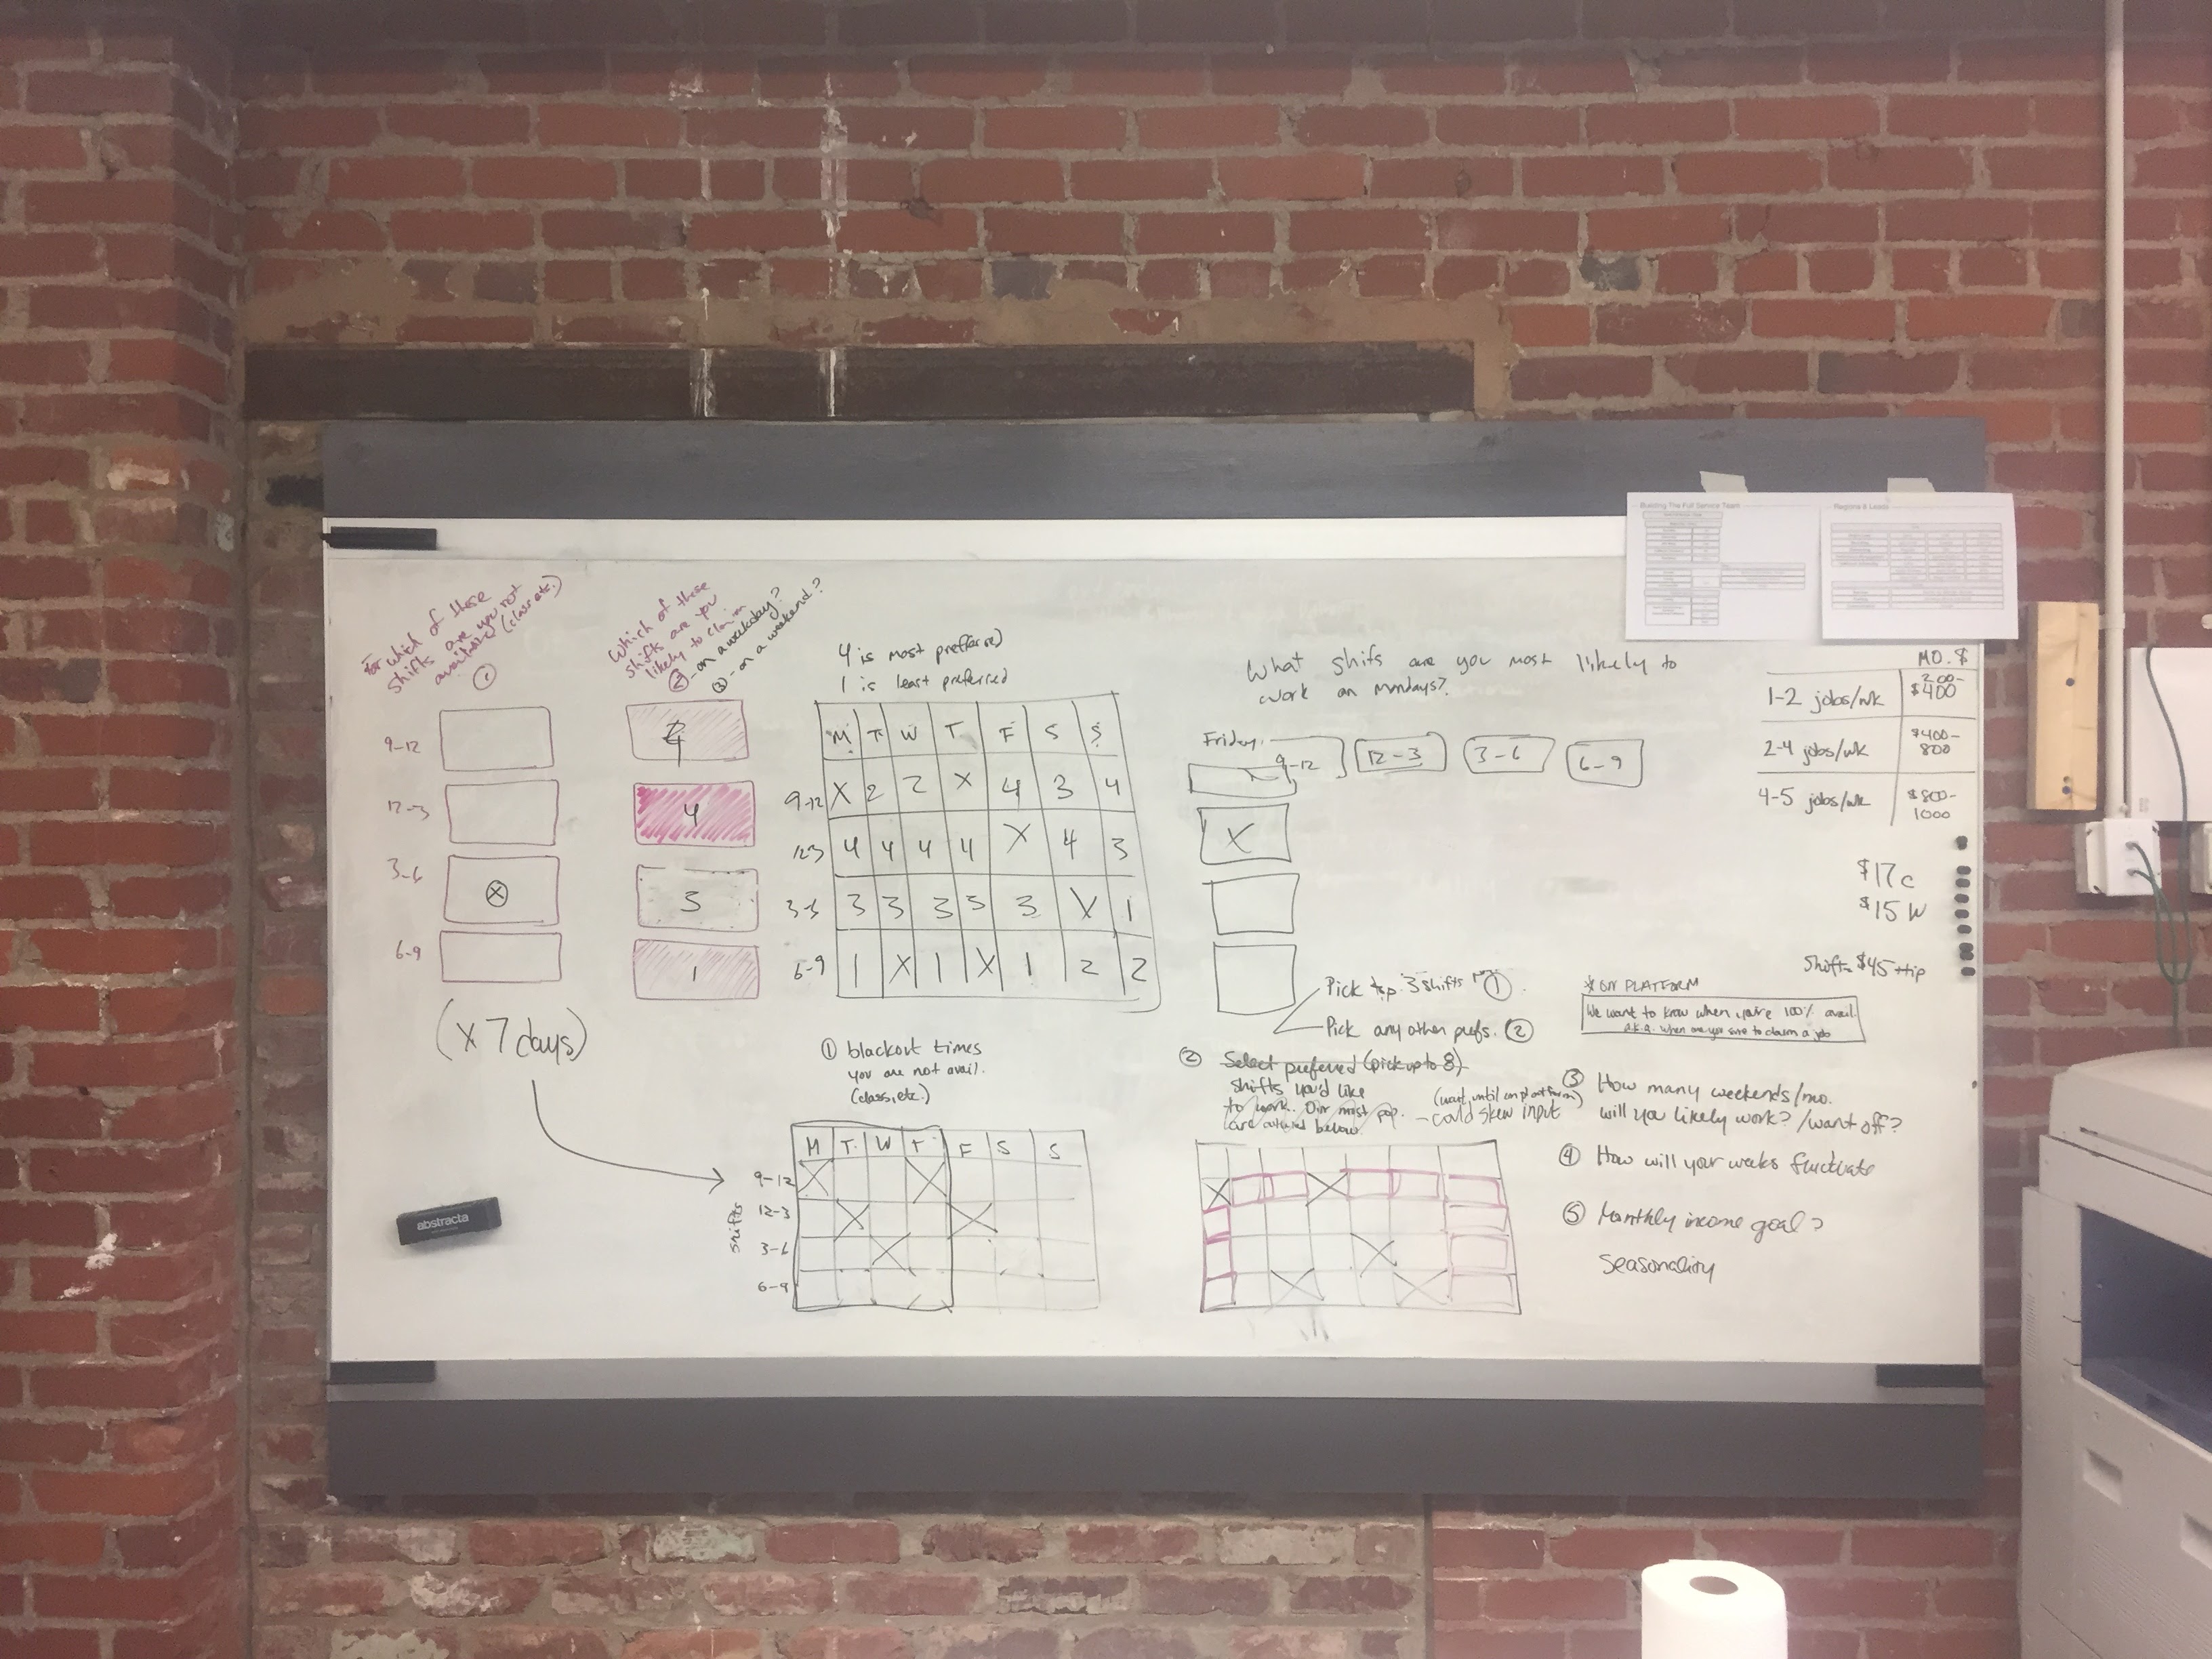 For which of these
shifts are you not
available (class etc.)
1
9-12
12-3
3-6
X
6-9
(x 7 days)
Which of these
shifts are you
likely to claim
2 - on a weekday?
3 - on a weekend?
4
4
3
1
4 is most prefferred
1 is least preferred
M T W T F S S
9-12 X 2 2 X 4 3 4
12-3 4 4 4 4 X 4 3
3-3 3 3 3 3 3 X 1
6-9 1 X 1 X 1 2 2
1 blackout times
you are not avail.
(class, etc.)
M T W T F S S
shifts
9-12 X X
12-3 X X
3-6 X
6-9
abstracta
What shifs are you most likely to
work on mondays?
Friday
9-12 12-3 3-6 6-9
X
Pick top 3 shifts 1
Pick any other prefs. 2
2 Select preferred (pick up to 8)
shifts you'd like
to work. Our most pop.
are outlined below.
(wait until on platform)
- could skew input
X X
X
X X
Building The Full Service Team
Regions & Leads
MO. $
1-2 jobs/wk $200-
400
2-4 jobs/wk $400-
800
4-5 jobs/wk $800-
1000
$17 c
$15 W
Shift = $45 + tip
* ON PLATFORM
We want to know when you're 100% avail.
a.k.a. When are you sure to claim a job
3 How many weekends/mo.
will you likely work? /want off?
4 How will your weeks fluctuate
5 Monthly income goal?
Seasonality